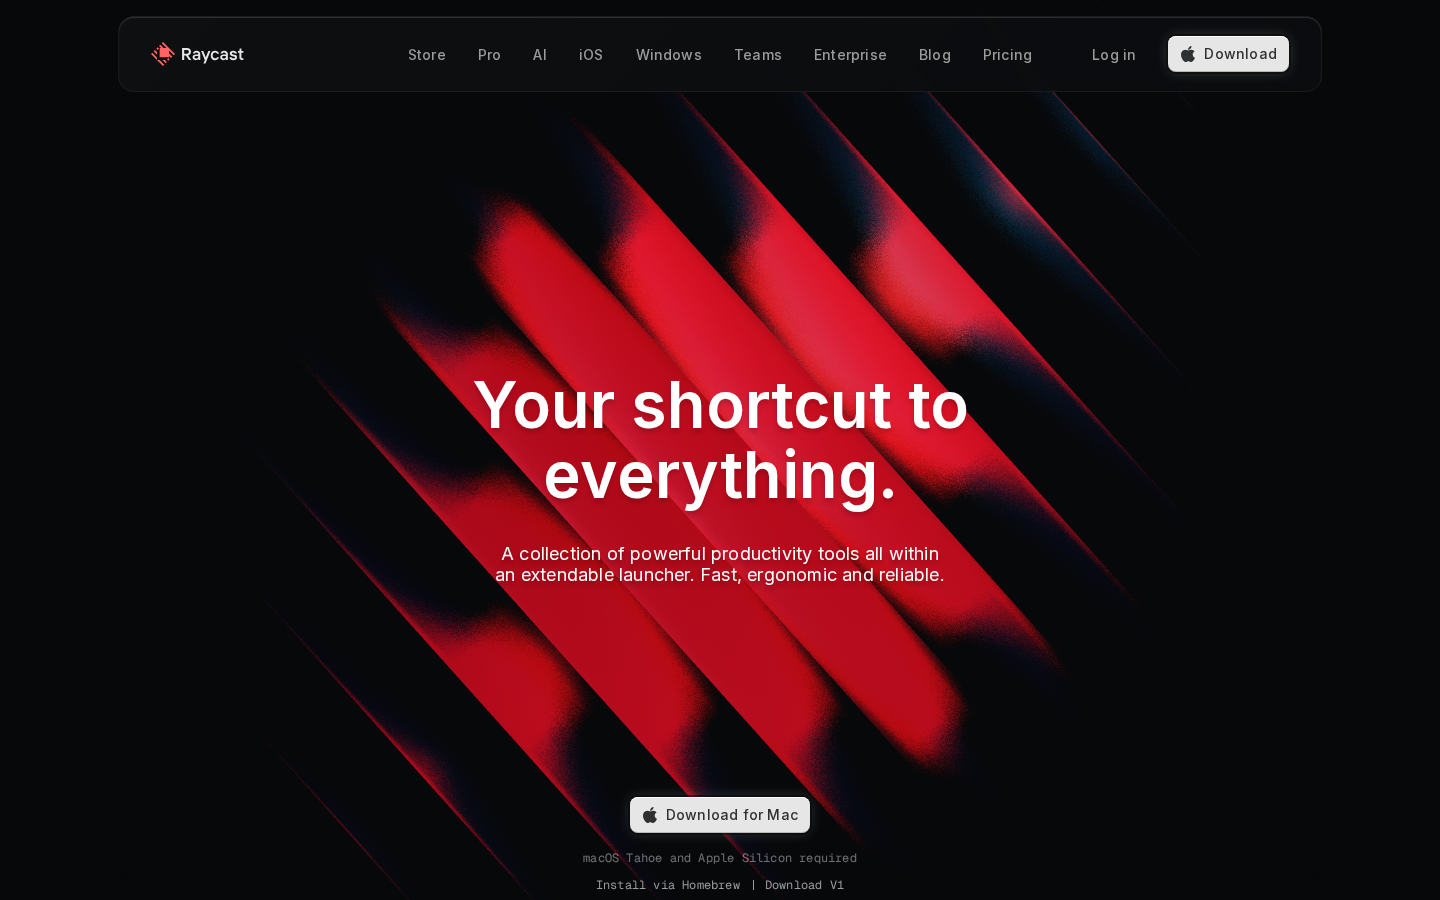 Raycast
Store
Pro
AI
iOS
Windows
Teams
Enterprise
Blog
Pricing
Log in
Download
Your shortcut to
everything.
A collection of powerful productivity tools all within
an extendable launcher. Fast, ergonomic and reliable.
Download for Mac
macOS Tahoe and Apple Silicon required
Install via Homebrew | Download V1